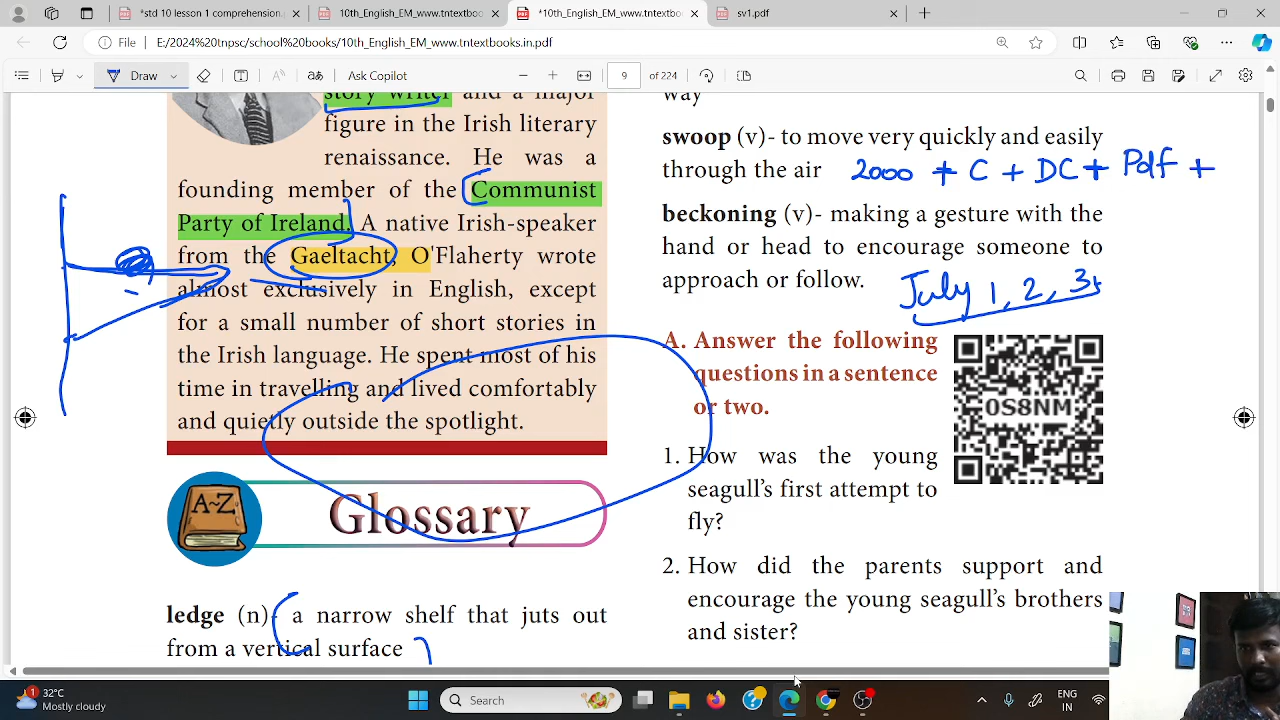 *std 10 lesson 1 comprehension,
10th_English_EM_www.tntextbook
*10th_English_EM_www.tntextboo
sv1.pdf
File
E:/2024%20tnpsc/school%20books/10th_English_EM_www.tntextbooks.in.pdf
Draw
Ask Copilot
9
of 224
story writer and a major
figure in the Irish literary
renaissance. He was a
founding member of the Communist
Party of Ireland. A native Irish-speaker
from the Gaeltacht, O'Flaherty wrote
almost exclusively in English, except
for a small number of short stories in
the Irish language. He spent most of his
time in travelling and lived comfortably
and quietly outside the spotlight.
A~Z
Glossary
ledge (n)- a narrow shelf that juts out
from a vertical surface
way
swoop (v)- to move very quickly and easily
through the air
2000 + C + DC + Pdf +
beckoning (v)- making a gesture with the
hand or head to encourage someone to
approach or follow.
July 1, 2, 3
A. Answer the following
questions in a sentence
or two.
0S8NM
1. How was the young
seagull's first attempt to
fly?
2. How did the parents support and
encourage the young seagull's brothers
and sister?
1
32°C
Mostly cloudy
Search
ENG
IN